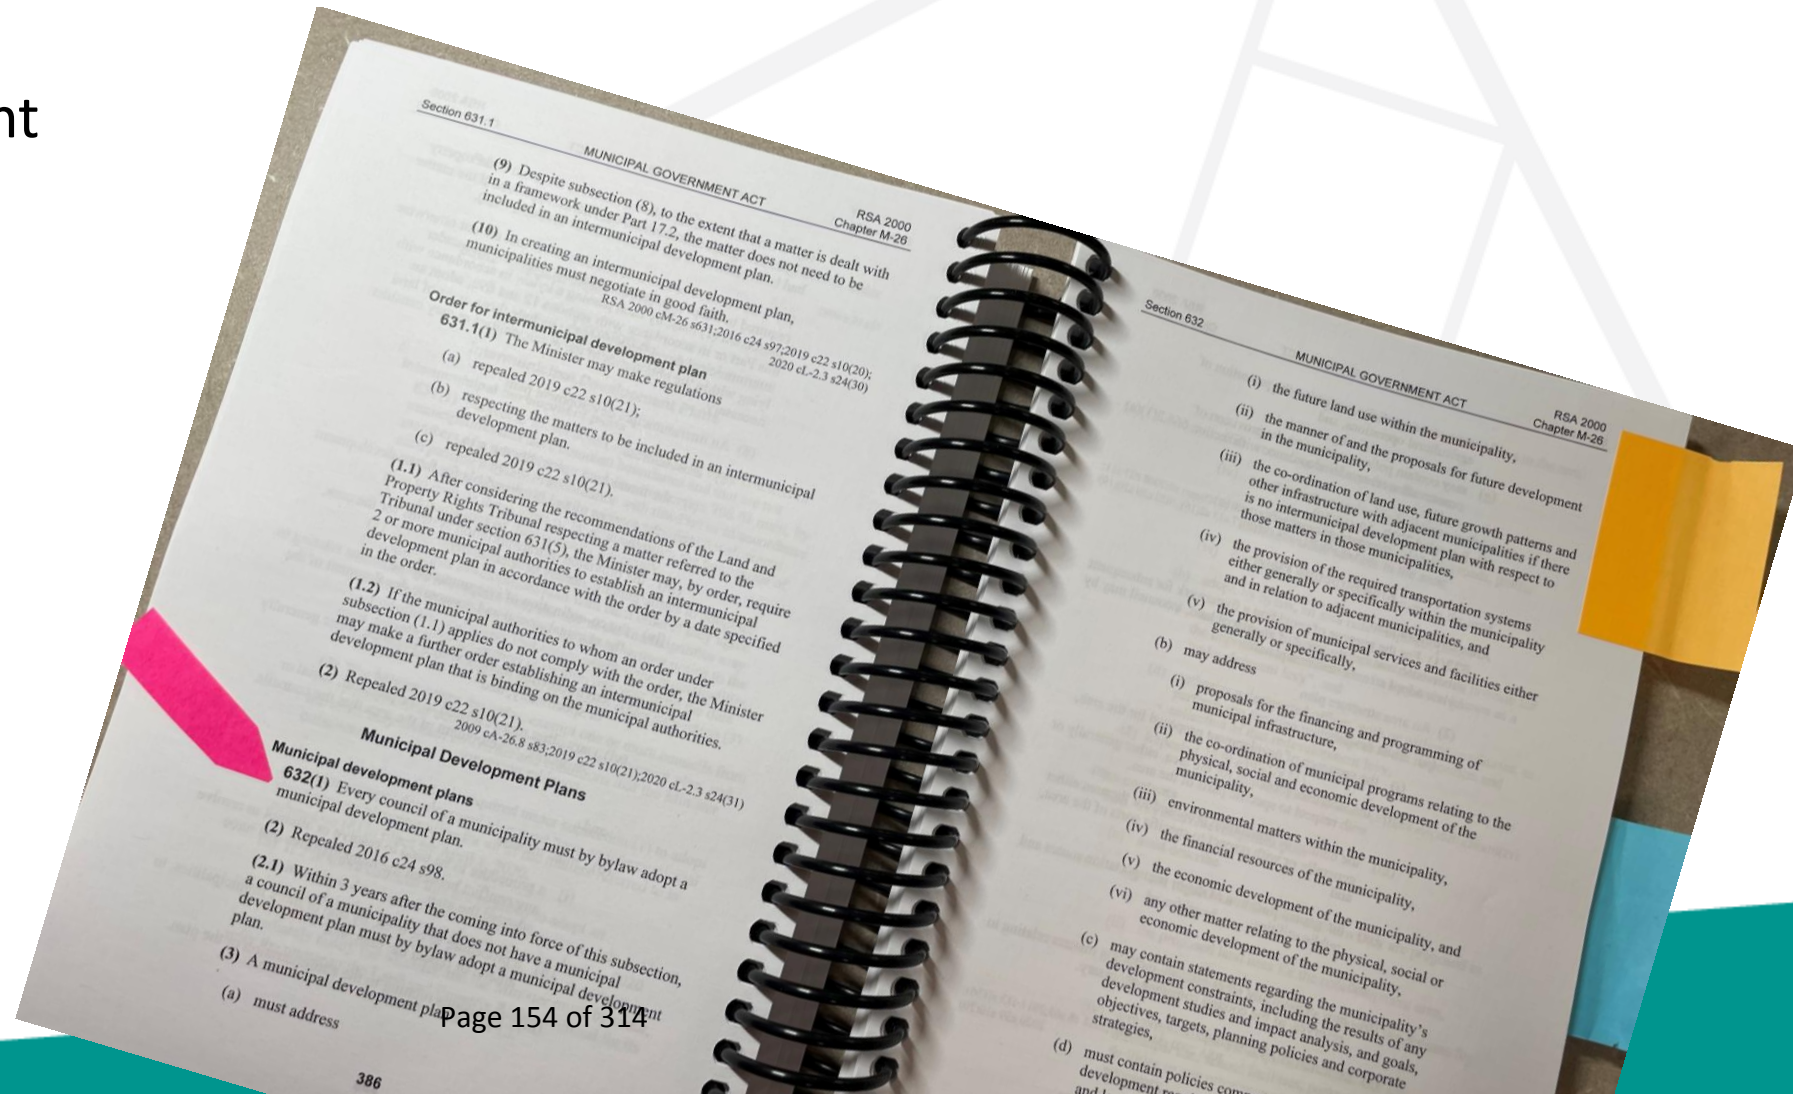 nt
Section 631.1
MUNICIPAL GOVERNMENT ACT
RSA 2000
Chapter M-26
(9) Despite subsection (8), to the extent that a matter is dealt with
in a framework under Part 17.2, the matter does not need to be
included in an intermunicipal development plan.
(10) In creating an intermunicipal development plan,
municipalities must negotiate in good faith.
RSA 2000 cM-26 s631;2016 c24 s97;2019 c22 s10(20);
2020 cL-2.3 s24(30)
Order for intermunicipal development plan
631.1(1) The Minister may make regulations
(a) repealed 2019 c22 s10(21);
(b) respecting the matters to be included in an intermunicipal
development plan.
(c) repealed 2019 c22 s10(21).
(1.1) After considering the recommendations of the Land and
Property Rights Tribunal respecting a matter referred to the
Tribunal under section 631(5), the Minister may, by order, require
2 or more municipal authorities to establish an intermunicipal
development plan in accordance with the order by a date specified
in the order.
(1.2) If the municipal authorities to whom an order under
subsection (1.1) applies do not comply with the order, the Minister
may make a further order establishing an intermunicipal
development plan that is binding on the municipal authorities.
(2) Repealed 2019 c22 s10(21).
2009 cA-26.8 s83;2019 c22 s10(21);2020 cL-2.3 s24(31)
Municipal Development Plans
Municipal development plans
632(1) Every council of a municipality must by bylaw adopt a
municipal development plan.
(2) Repealed 2016 c24 s98.
(2.1) Within 3 years after the coming into force of this subsection,
a council of a municipality that does not have a municipal
development plan must by bylaw adopt a municipal development
plan.
(3) A municipal development plan
(a) must address
386
Section 632
MUNICIPAL GOVERNMENT ACT
RSA 2000
Chapter M-26
(i) the future land use within the municipality,
(ii) the manner of and the proposals for future development
in the municipality,
(iii) the co-ordination of land use, future growth patterns and
other infrastructure with adjacent municipalities if there
is no intermunicipal development plan with respect to
those matters in those municipalities,
(iv) the provision of the required transportation systems
either generally or specifically within the municipality
and in relation to adjacent municipalities, and
(v) the provision of municipal services and facilities either
generally or specifically,
(b) may address
(i) proposals for the financing and programming of
municipal infrastructure,
(ii) the co-ordination of municipal programs relating to the
physical, social and economic development of the
municipality,
(iii) environmental matters within the municipality,
(iv) the financial resources of the municipality,
(v) the economic development of the municipality, and
(vi) any other matter relating to the physical, social or
economic development of the municipality,
(c) may contain statements regarding the municipality's
development constraints, including the results of any
development studies and impact analysis, and goals,
objectives, targets, planning policies and corporate
strategies,
(d) must contain policies
development
and
Page 154 of 314